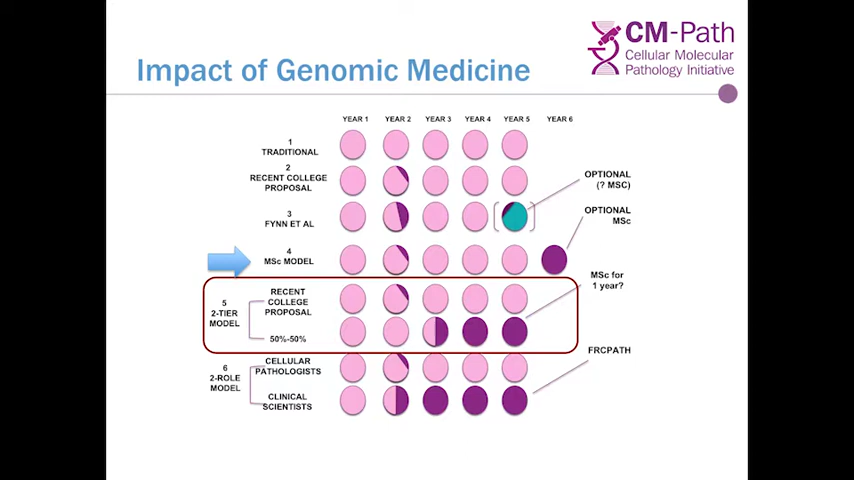 CM-Path
Cellular Molecular
Pathology Initiative
Impact of Genomic Medicine
YEAR 1 YEAR 2 YEAR 3 YEAR 4 YEAR 5 YEAR 6
1
TRADITIONAL
2
RECENT COLLEGE
PROPOSAL
OPTIONAL
(? MSC)
3
FYNN ET AL
OPTIONAL
MSc
4
MSc MODEL
MSc for
1 year?
5
2-TIER
MODEL
RECENT
COLLEGE
PROPOSAL
50%-50%
FRCPATH
6
2-ROLE
MODEL
CELLULAR
PATHOLOGISTS
CLINICAL
SCIENTISTS